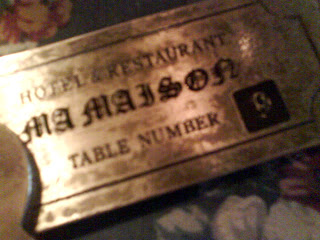 HOTEL & RESTAURANT
MA MAISON
TABLE NUMBER 9